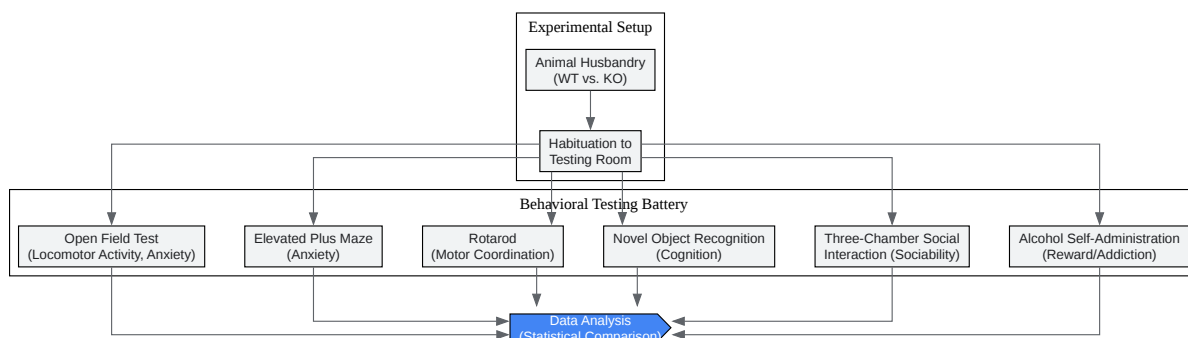 Experimental Setup
Animal Husbandry
(WT vs. KO)
Habituation to
Testing Room
Behavioral Testing Battery
Open Field Test
(Locomotor Activity, Anxiety)
Elevated Plus Maze
(Anxiety)
Rotarod
(Motor Coordination)
Novel Object Recognition
(Cognition)
Three-Chamber Social
Interaction (Sociability)
Alcohol Self-Administration
(Reward/Addiction)
Data Analysis
(Statistical Comparison)